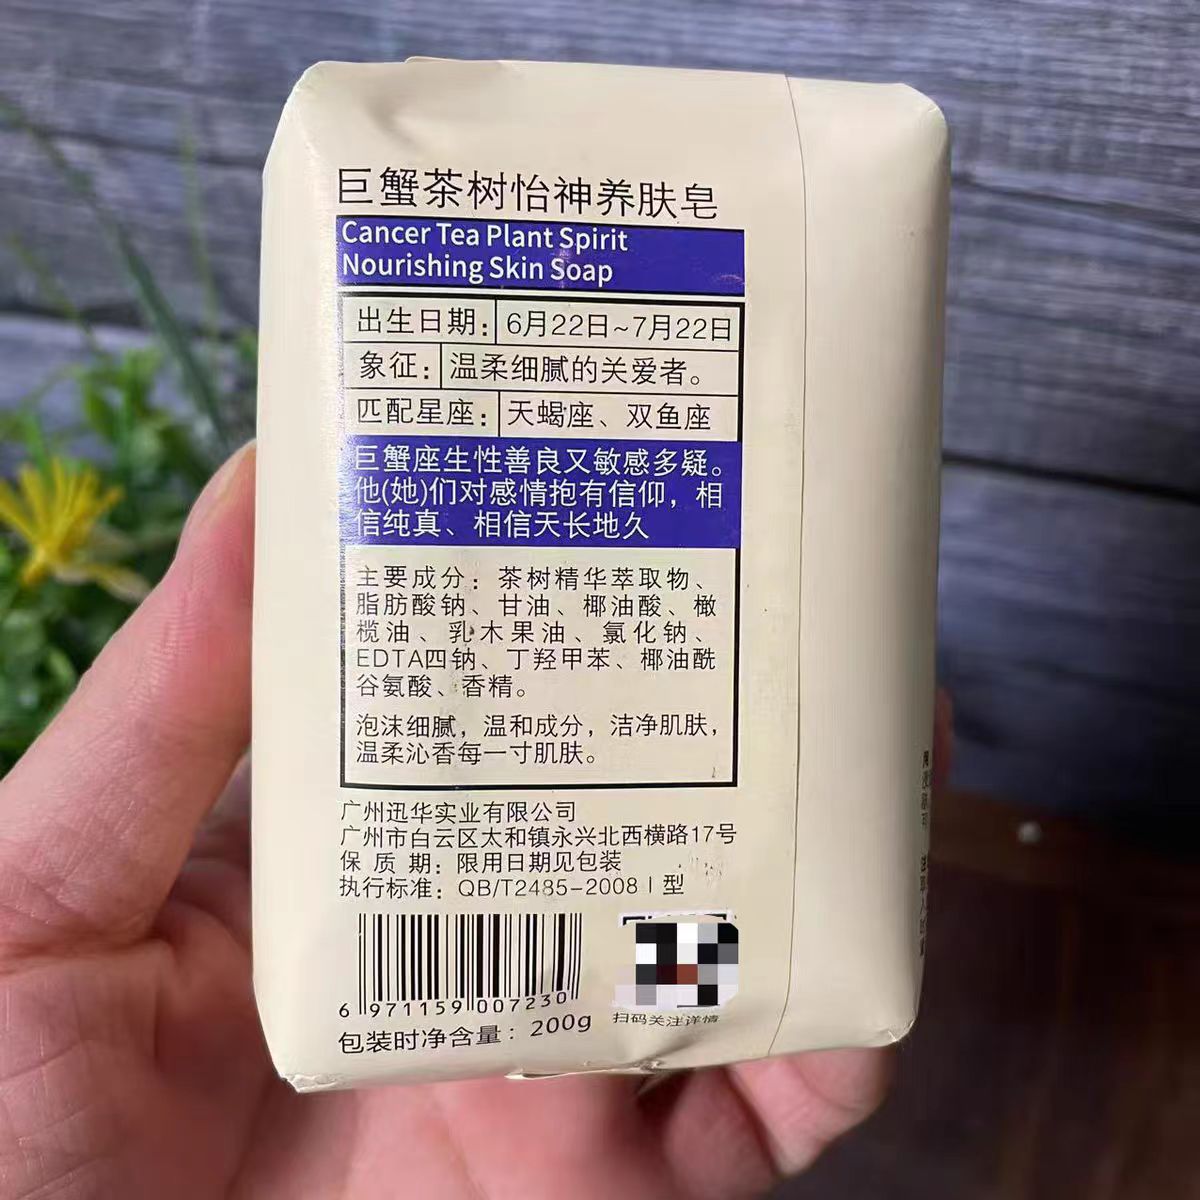 巨蟹茶树怡神养肤皂
Cancer Tea Plant Spirit
Nourishing Skin Soap
出生日期：6月22日~7月22日
象征：温柔细腻的关爱者。
匹配星座：天蝎座、双鱼座
巨蟹座生性善良又敏感多疑。
他(她)们对感情抱有信仰，相
信纯真、相信天长地久
主要成分：茶树精华萃取物、
脂肪酸钠、甘油、椰油酸、橄
榄油、乳木果油、氯化钠、
EDTA四钠、丁羟甲苯、椰油酰
谷氨酸、香精。
泡沫细腻，温和成分，洁净肌肤，
温柔沁香每一寸肌肤。
广州迅华实业有限公司
广州市白云区太和镇永兴北西横路17号
保 质 期：限用日期见包装
执行标准：QB/T2485-2008 I 型
6 971159 007230
包装时净含量：200g
扫码关注详情